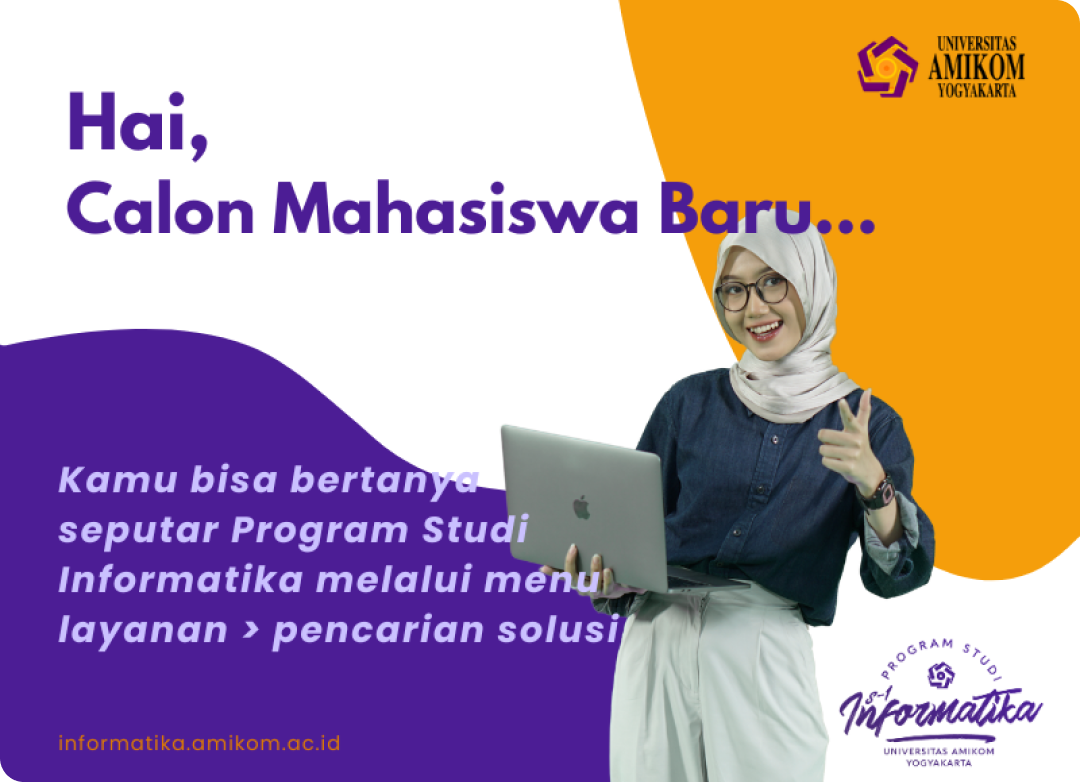 UNIVERSITAS
AMIKOM
YOGYAKARTA
Hai,
Calon Mahasiswa Baru...
Kamu bisa bertanya
seputar Program Studi
Informatika melalui menu
layanan > pencarian solusi
informatika.amikom.ac.id
PROGRAM STUDI
S-1
Informatika
UNIVERSITAS AMIKOM
YOGYAKARTA